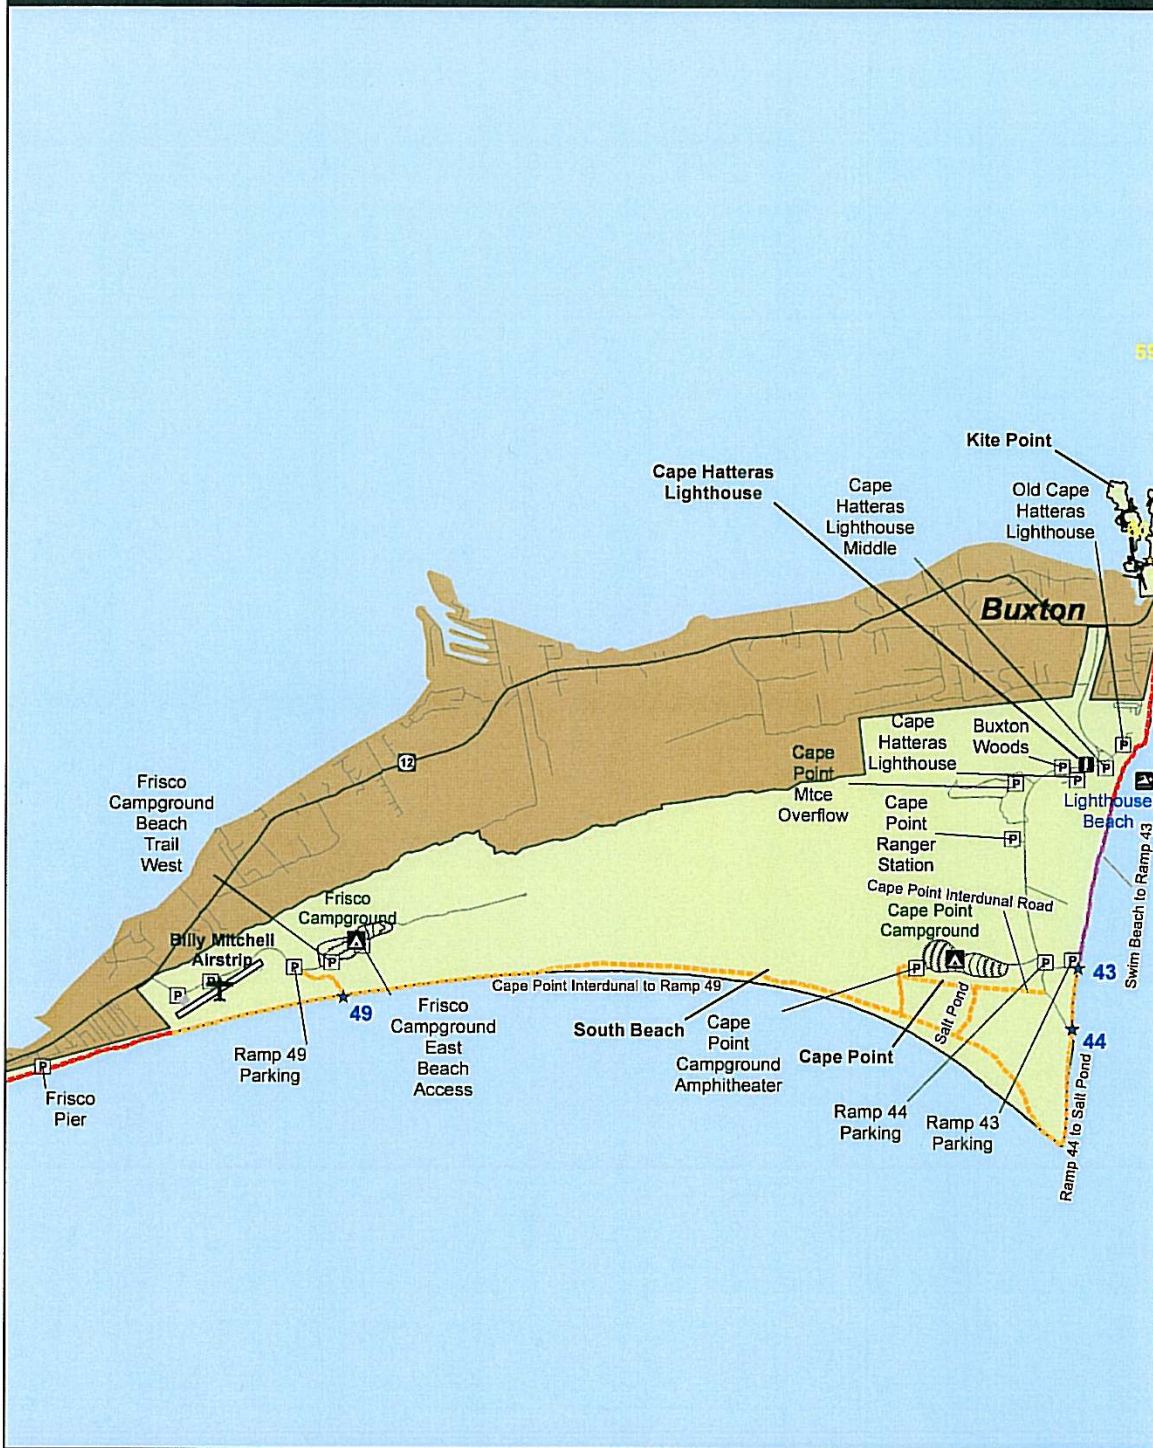 59
Kite Point
Cape Hatteras
Lighthouse
Cape
Hatteras
Lighthouse
Middle
Old Cape
Hatteras
Lighthouse
Buxton
12
Cape
Hatteras
Lighthouse
Buxton
Woods
Cape
Point
Mtce
Overflow
P
P
P
P
P
P
Lighthouse
Beach
Cape
Point
Ranger
Station
P
Swim Beach to Ramp 43
Frisco
Campground
Beach
Trail
West
Frisco
Campground
Cape Point Interdunal Road
Cape Point
Campground
Billy Mitchell
Airstrip
P
P
P
P
P
P
P
43
Cape Point Interdunal to Ramp 49
49
Salt Pond
South Beach
Cape
Point
Campground
Amphitheater
Cape Point
44
Frisco
Campground
East
Beach
Access
Ramp 49
Parking
P
Frisco
Pier
Ramp 44
Parking
Ramp 43
Parking
Ramp 44 to Salt Pond